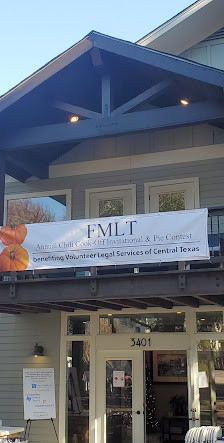 FMLT
Annual Chili Cook-Off Invitational & Pie Contest
benefiting Volunteer Legal Services of Central Texas
3401